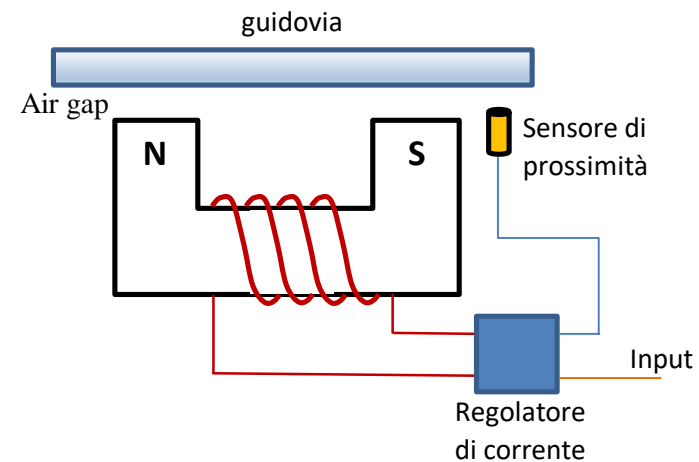 guidovia
Air gap
N
S
Sensore di
prossimità
Input
Regolatore
di corrente